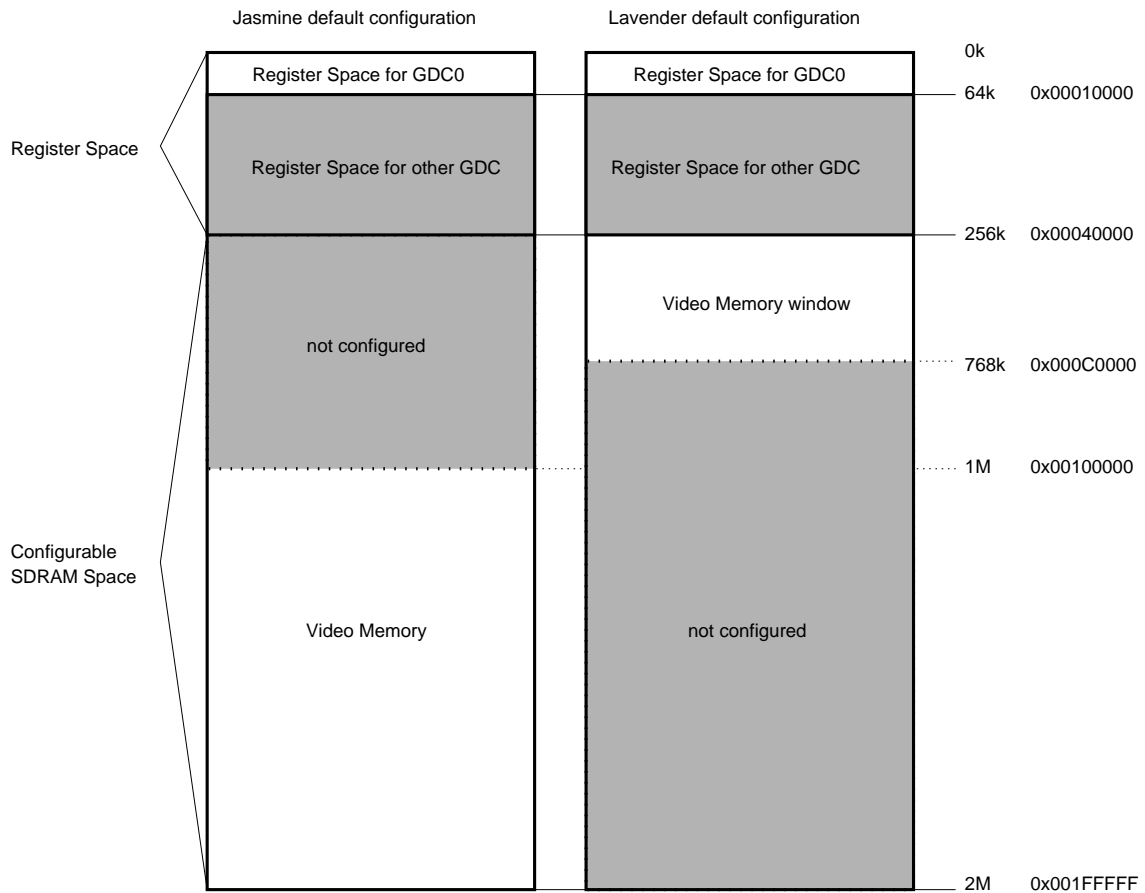 Jasmine default configuration
Lavender default configuration
0k
Register Space for GDC0
Register Space for GDC0
64k 0x00010000
Register Space
Register Space for other GDC
Register Space for other GDC
256k 0x00040000
Video Memory window
not configured
768k 0x000C0000
1M 0x00100000
Configurable
SDRAM Space
Video Memory
not configured
2M 0x001FFFFF